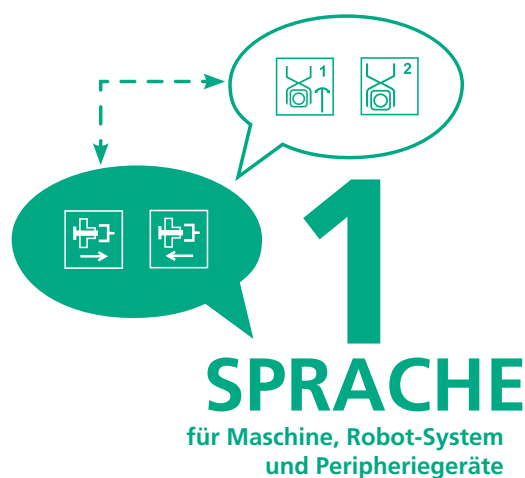 1 2
1
SPRACHE
für Maschine, Robot-System
und Peripheriegeräte